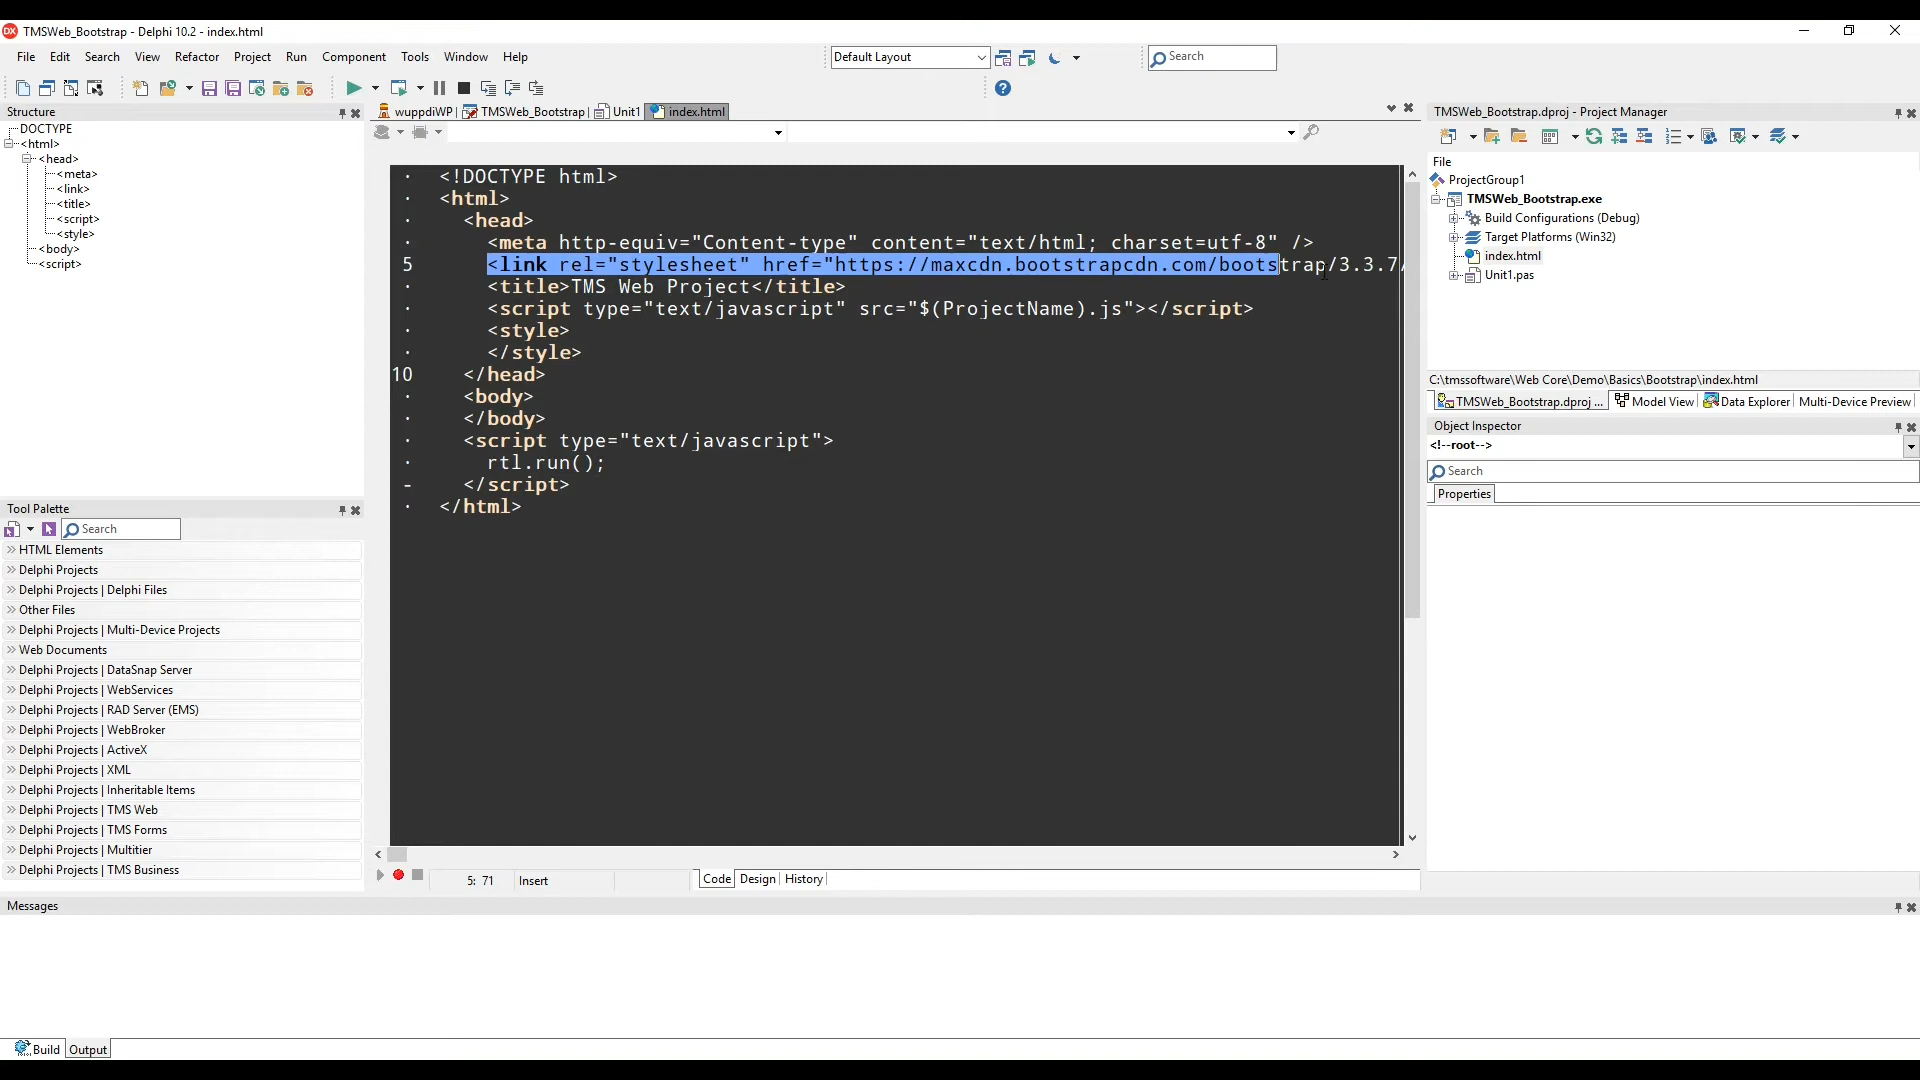 TMSWeb_Bootstrap - Delphi 10.2 - index.html
File Edit Search View Refactor Project Run Component Tools Window Help
Default Layout
Search
Structure
DOCTYPE
<html>
<head>
<meta>
<link>
<title>
<script>
<style>
<body>
<script>
Tool Palette
Search
HTML Elements
Delphi Projects
Delphi Projects | Delphi Files
Other Files
Delphi Projects | Multi-Device Projects
Web Documents
Delphi Projects | DataSnap Server
Delphi Projects | WebServices
Delphi Projects | RAD Server (EMS)
Delphi Projects | WebBroker
Delphi Projects | ActiveX
Delphi Projects | XML
Delphi Projects | Inheritable Items
Delphi Projects | TMS Web
Delphi Projects | TMS Forms
Delphi Projects | Multitier
Delphi Projects | TMS Business
wuppdiWP TMSWeb_Bootstrap Unit1 index.html
<!DOCTYPE html>
<html>
<head>
<meta http-equiv="Content-type" content="text/html; charset=utf-8" />
5 <link rel="stylesheet" href="https://maxcdn.bootstrapcdn.com/bootstrap/3.3.7/
<title>TMS Web Project</title>
<script type="text/javascript" src="$(ProjectName).js"></script>
<style>
</style>
10 </head>
<body>
</body>
<script type="text/javascript">
rtl.run();
</script>
</html>
5: 71 Insert
Code Design History
TMSWeb_Bootstrap.dproj - Project Manager
File
ProjectGroup1
TMSWeb_Bootstrap.exe
Build Configurations (Debug)
Target Platforms (Win32)
index.html
Unit1.pas
C:\tmssoftware\Web Core\Demo\Basics\Bootstrap\index.html
TMSWeb_Bootstrap.dproj ... Model View Data Explorer Multi-Device Preview
Object Inspector
<!--root-->
Search
Properties
Messages
Build Output